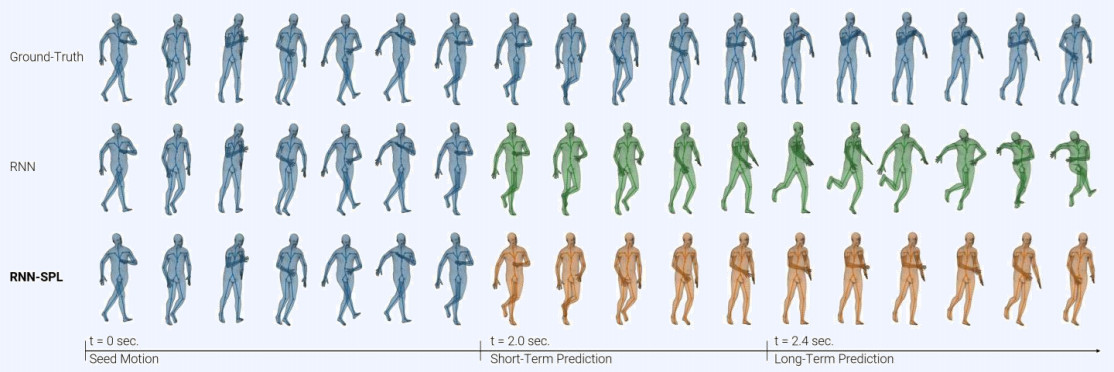 Ground-Truth
RNN
RNN-SPL
t = 0 sec.
Seed Motion
t = 2.0 sec.
Short-Term Prediction
t = 2.4 sec.
Long-Term Prediction